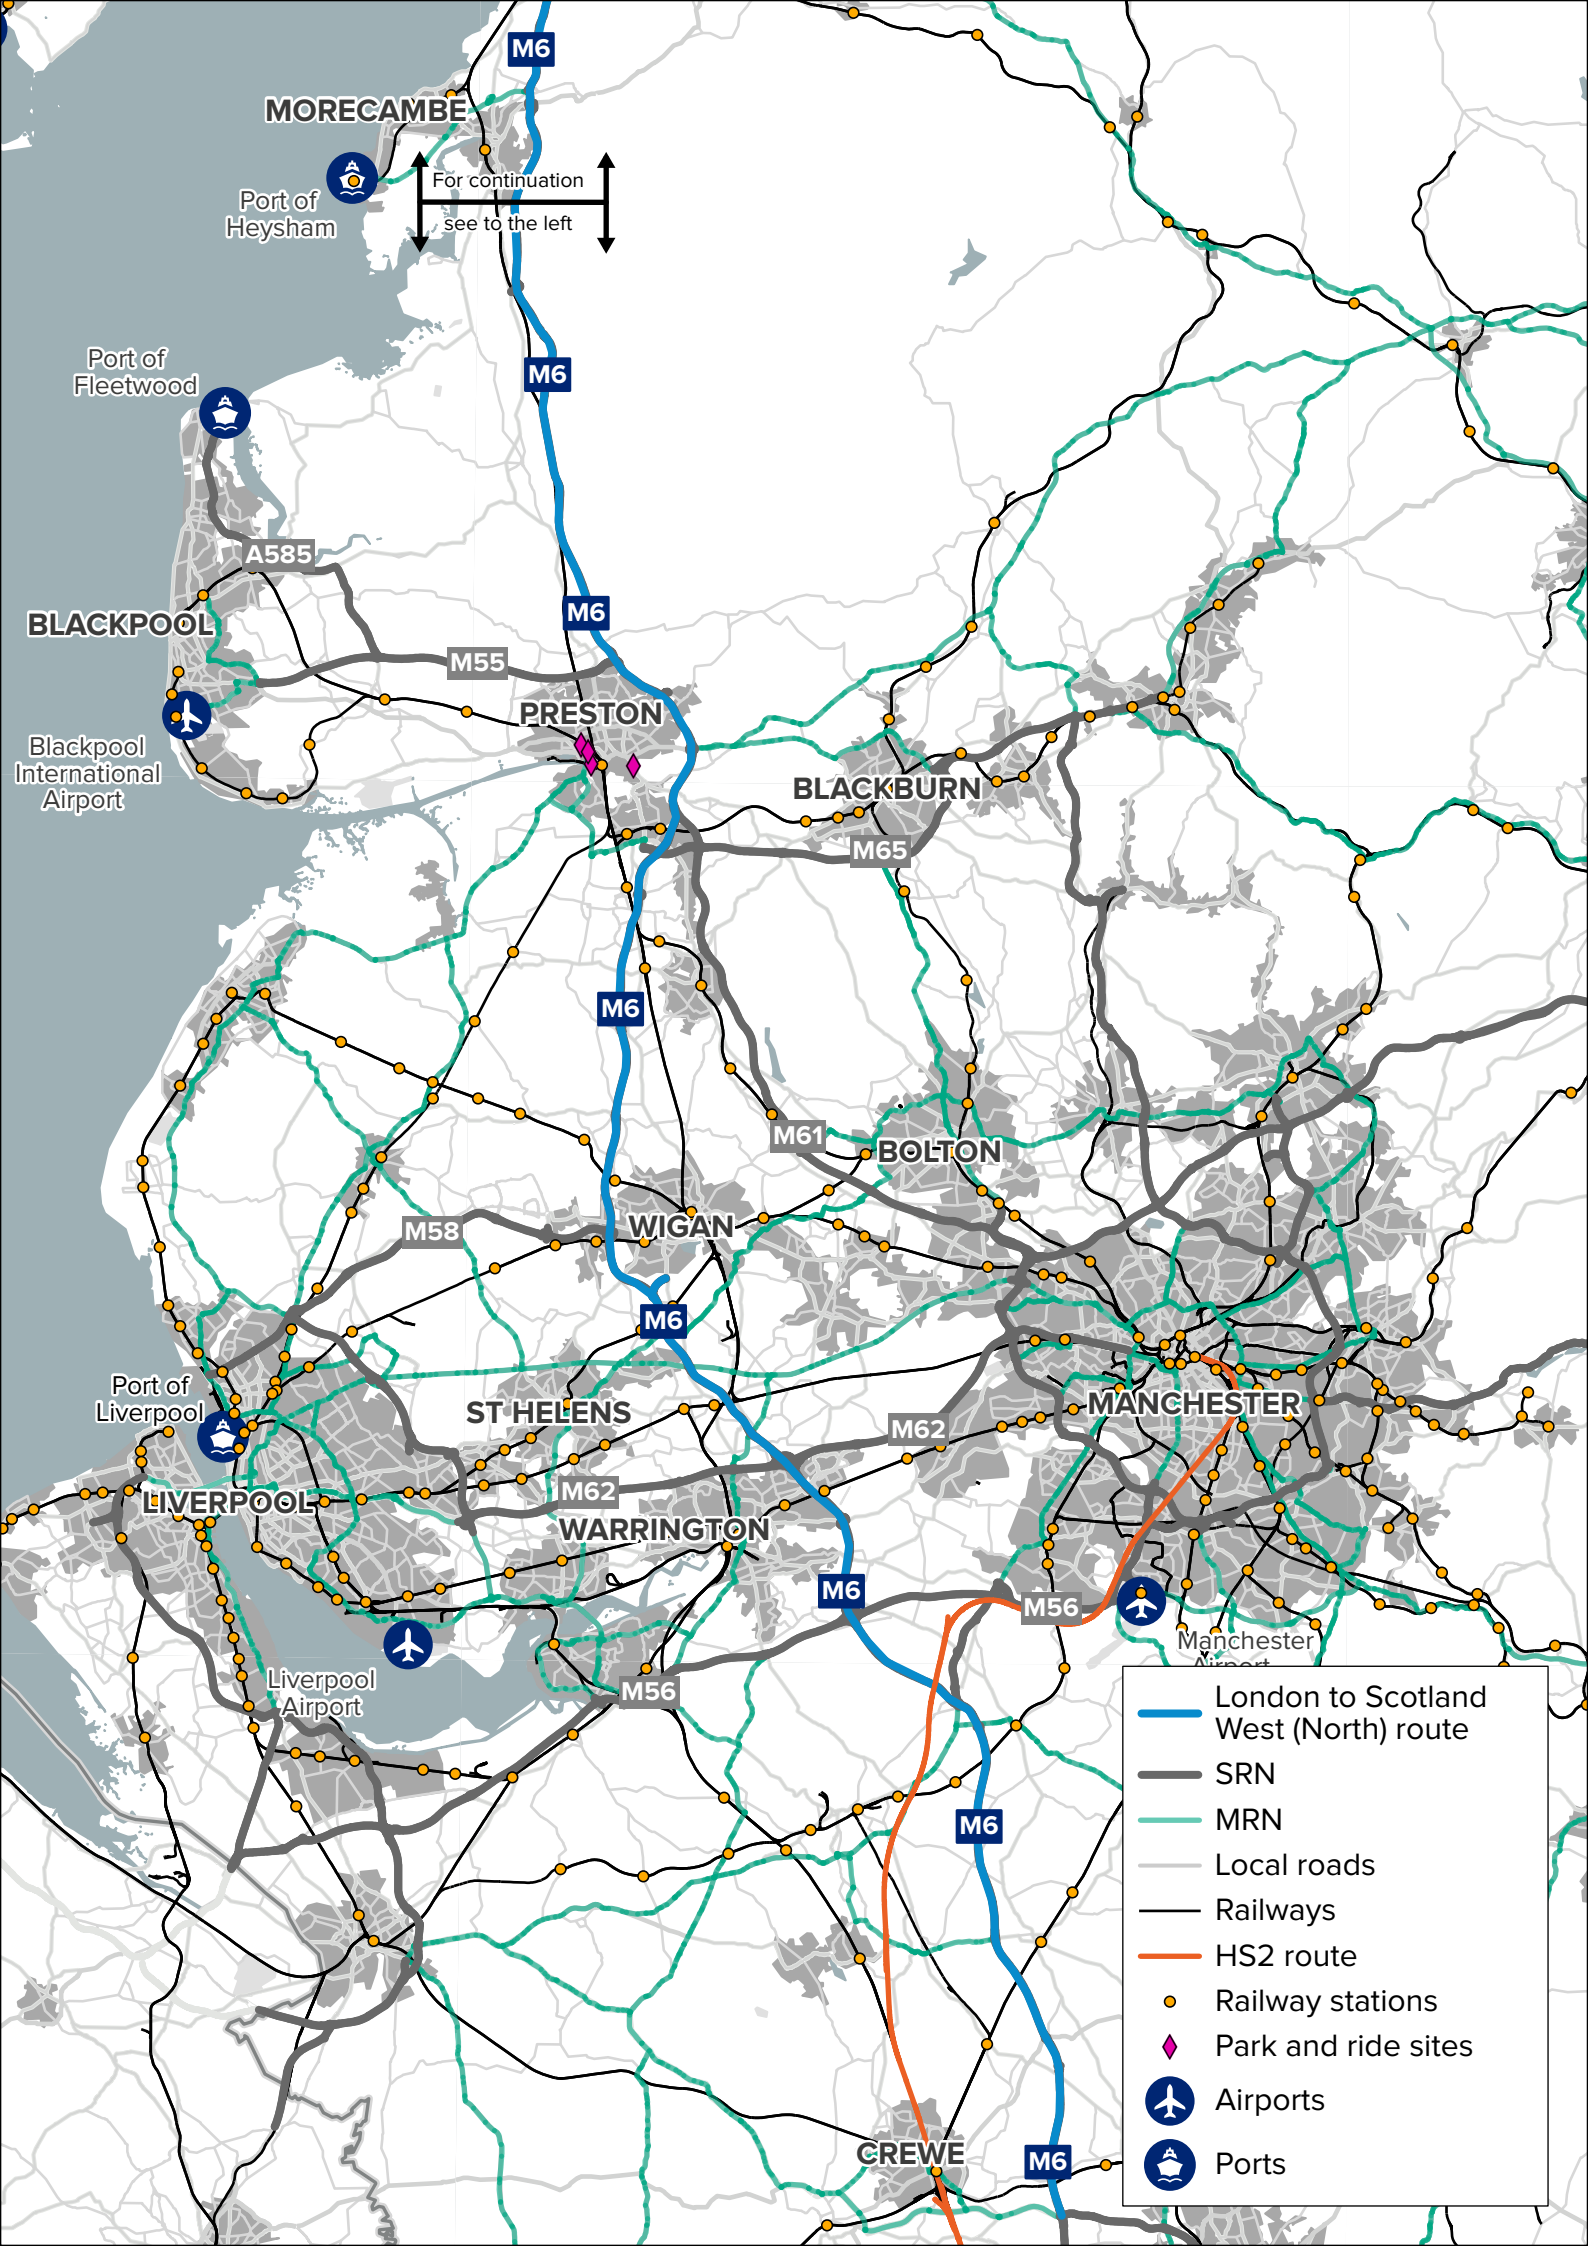 M6
MORECAMBE
For continuation
see to the left
Port of
Heysham
Port of
Fleetwood
M6
A585
M6
BLACKPOOL
M55
PRESTON
Blackpool
International
Airport
BLACKBURN
M65
M6
M61
BOLTON
WIGAN
M58
M6
Port of
Liverpool
ST HELENS
MANCHESTER
M62
M62
LIVERPOOL
WARRINGTON
M6
M56
Manchester
Airport
Liverpool
Airport
M56
M6
CREWE
M6
London to Scotland
West (North) route
SRN
MRN
Local roads
Railways
HS2 route
Railway stations
Park and ride sites
Airports
Ports